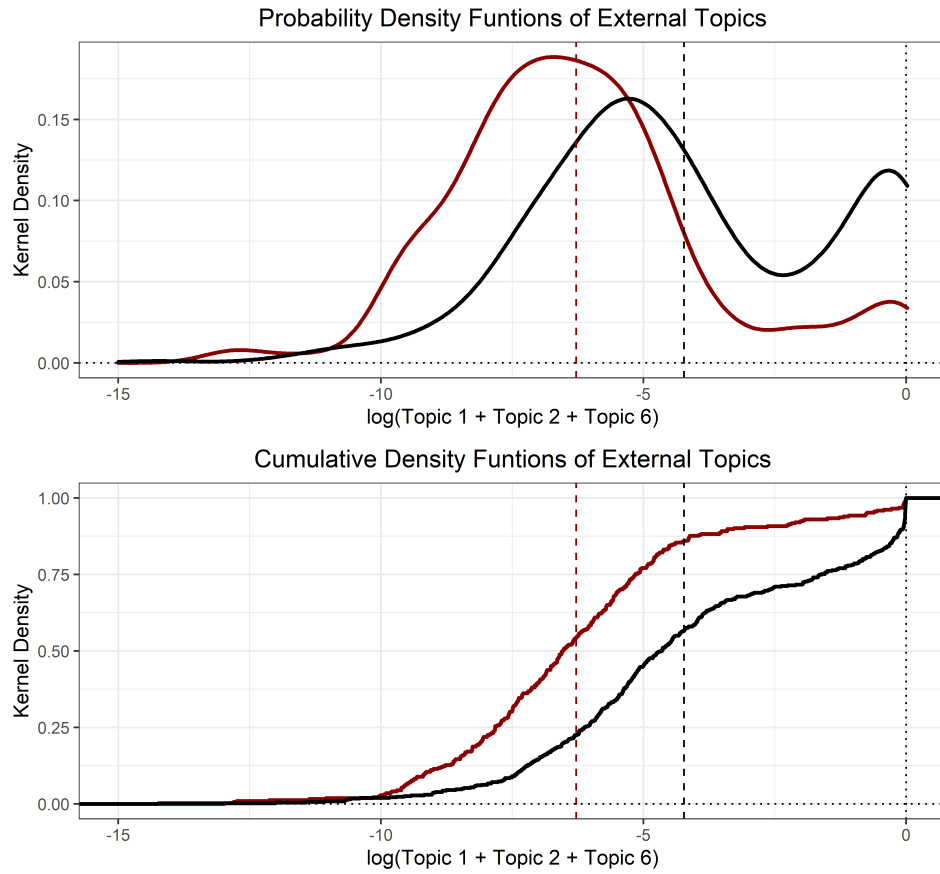 Probability Density Funtions of External Topics
Kernel Density
0.15
0.10
0.05
0.00
-15 -10 -5 0
log(Topic 1 + Topic 2 + Topic 6)
Cumulative Density Funtions of External Topics
Kernel Density
1.00
0.75
0.50
0.25
0.00
-15 -10 -5 0
log(Topic 1 + Topic 2 + Topic 6)